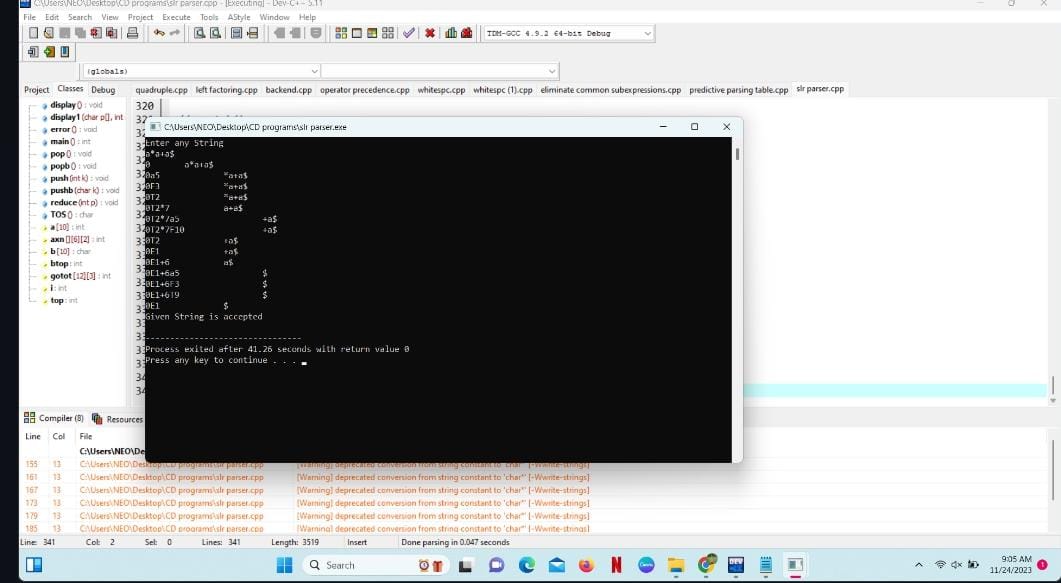 C:\Users\NEO\Desktop\CD programs\slr parser.cpp - [Executing] - Dev-C++ 5.11
File Edit Search View Project Execute Tools AStyle Window Help
TDM-GCC 4.9.2 64-bit Debug
(globals)
Project Classes Debug quadruple.cpp left factoring.cpp backend.cpp operator precedence.cpp whitespc.cpp whitespc (1).cpp eliminate common subexpressions.cpp predictive parsing table.cpp slr parser.cpp
display () : void
display1 (char p[], int
error () : void
main () : int
pop () : void
popb () : void
push (int k) : void
pushb (char k) : void
reduce (int p) : void
TOS () : char
a [10] : int
axn [][6][2] : int
b [10] : char
btop : int
gotot [12][3] : int
i : int
top : int
320
C:\Users\NEO\Desktop\CD programs\slr parser.exe
Enter any String
a*a+a$
0 a*a+a$
0a5 *a+a$
0F3 *a+a$
0T2 *a+a$
0T2*7 a+a$
0T2*7a5 +a$
0T2*7F10 +a$
0T2 +a$
0E1 +a$
0E1+6 a$
0E1+6a5 $
0E1+6F3 $
0E1+6T9 $
0E1 $
Given String is accepted
--------------------------------
Process exited after 41.26 seconds with return value 0
Press any key to continue . . .
Compiler (8) Resources
Line Col File
C:\Users\NEO\De
155 13 C:\Users\NEO\Desktop\CD programs\slr parser.cpp [Warning] deprecated conversion from string constant to 'char*' [-Wwrite-strings]
161 13 C:\Users\NEO\Desktop\CD programs\slr parser.cpp [Warning] deprecated conversion from string constant to 'char*' [-Wwrite-strings]
167 13 C:\Users\NEO\Desktop\CD programs\slr parser.cpp [Warning] deprecated conversion from string constant to 'char*' [-Wwrite-strings]
173 13 C:\Users\NEO\Desktop\CD programs\slr parser.cpp [Warning] deprecated conversion from string constant to 'char*' [-Wwrite-strings]
179 13 C:\Users\NEO\Desktop\CD programs\slr parser.cpp [Warning] deprecated conversion from string constant to 'char*' [-Wwrite-strings]
185 13 C:\Users\NEO\Desktop\CD programs\slr parser.cpp [Warning] deprecated conversion from string constant to 'char*' [-Wwrite-strings]
Line: 341 Col: 2 Sel: 0 Lines: 341 Length: 3519 Insert Done parsing in 0.047 seconds
Search
DEV
9:05 AM
11/24/2023
1